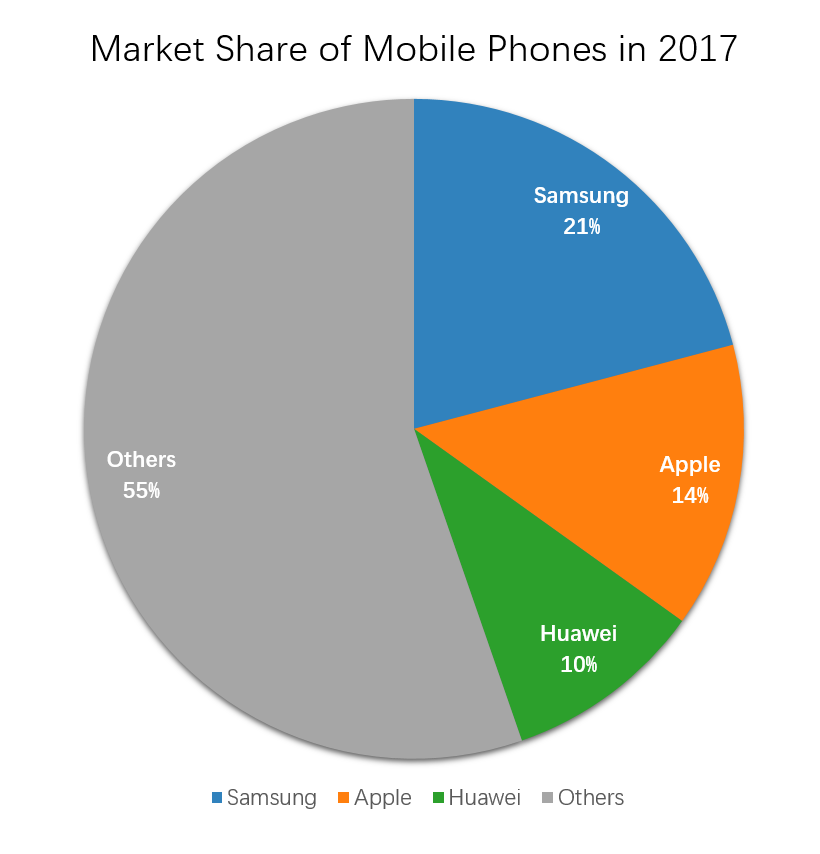 Market Share of Mobile Phones in 2017
Samsung
21%
Apple
14%
Others
55%
Huawei
10%
Samsung Apple Huawei Others